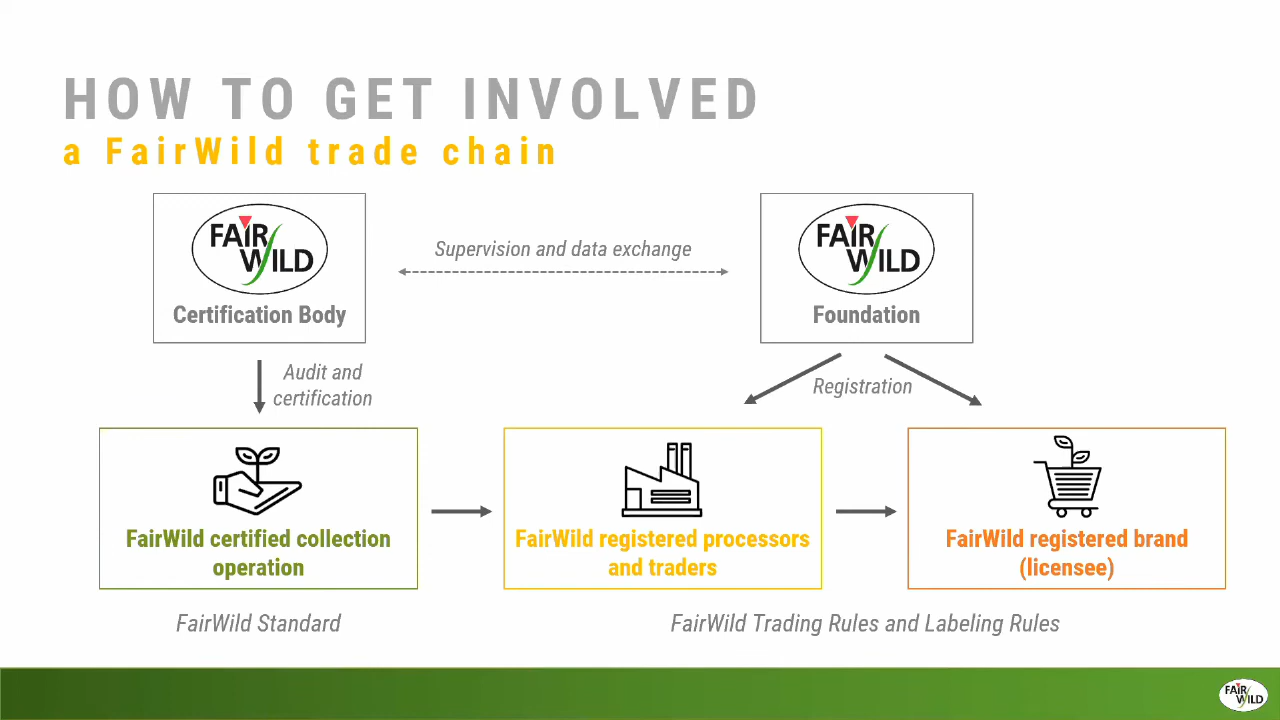 HOW TO GET INVOLVED
a FairWild trade chain
FAIR
WILD
Certification Body
Supervision and data exchange
FAIR
WILD
Foundation
Audit and
certification
Registration
FairWild certified collection
operation
FairWild registered processors
and traders
FairWild registered brand
(licensee)
FairWild Standard
FairWild Trading Rules and Labeling Rules
FAIR
WILD